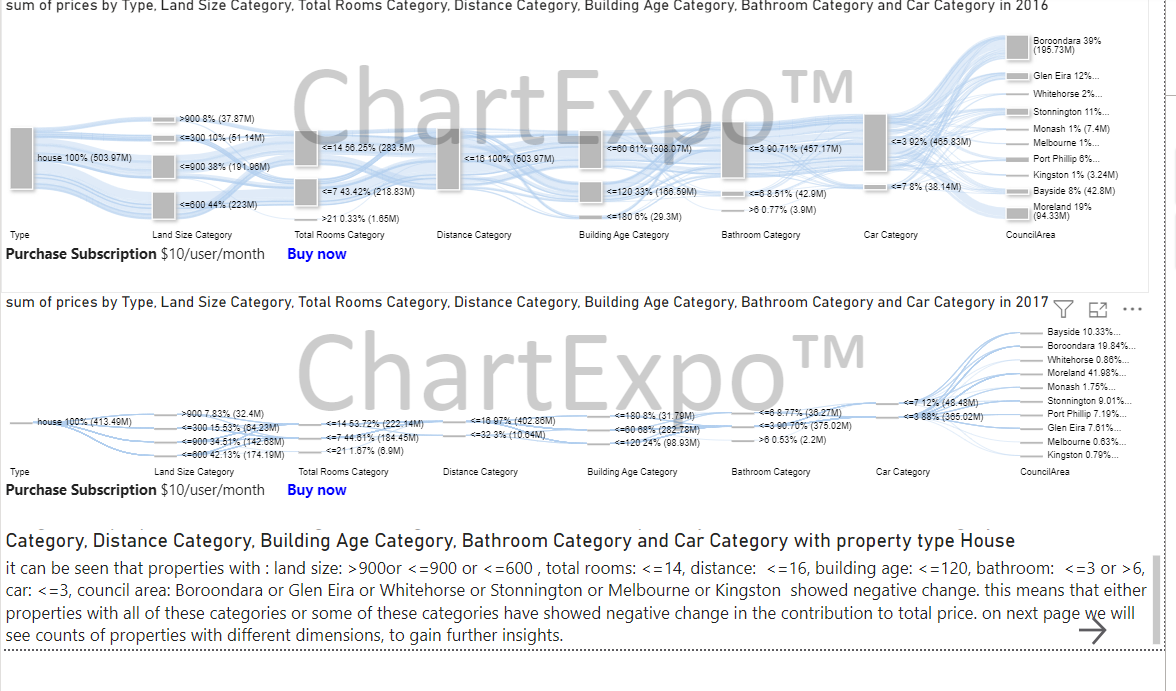 sum of prices by Type, Land Size Category, Total Rooms Category, Distance Category, Building Age Category, Bathroom Category and Car Category in 2016
ChartExpo™
house 100% (503.97M)
>900 8% (37.87M)
<=300 10% (51.14M)
<=900 38% (191.96M)
<=600 44% (223M)
<=14 56.25% (283.5M)
<=7 43.42% (218.83M)
>21 0.33% (1.65M)
<=16 100% (503.97M)
<=60 61% (308.07M)
<=120 33% (166.59M)
<=180 6% (29.3M)
<=3 90.71% (457.17M)
<=6 8.51% (42.9M)
>6 0.77% (3.9M)
<=3 92% (465.83M)
<=7 8% (38.14M)
Boroondara 39%
(195.73M)
Glen Eira 12%...
Whitehorse 2%...
Stonnington 11%...
Monash 1% (7.4M)
Melbourne 1%...
Port Phillip 6%...
Kingston 1% (3.24M)
Bayside 8% (42.8M)
Moreland 19%
(94.33M)
Type Land Size Category Total Rooms Category Distance Category Building Age Category Bathroom Category Car Category CouncilArea
Purchase Subscription $10/user/month Buy now
sum of prices by Type, Land Size Category, Total Rooms Category, Distance Category, Building Age Category, Bathroom Category and Car Category in 2017
ChartExpo™
house 100% (413.49M)
>900 7.83% (32.4M)
<=300 15.53% (64.23M)
<=900 34.51% (142.68M)
<=600 42.13% (174.19M)
<=14 53.72% (222.14M)
<=7 44.61% (184.45M)
<=21 1.67% (6.9M)
<=16 97% (402.86M)
<=32 3% (10.64M)
<=180 8% (31.79M)
<=60 68% (282.78M)
<=120 24% (98.93M)
<=6 8.77% (36.27M)
<=3 90.70% (375.02M)
>6 0.53% (2.2M)
<=7 12% (48.48M)
<=3 88% (365.02M)
Bayside 10.33%...
Boroondara 19.84%...
Whitehorse 0.86%...
Moreland 41.98%...
Monash 1.75%...
Stonnington 9.01%...
Port Phillip 7.19%...
Glen Eira 7.61%...
Melbourne 0.63%...
Kingston 0.79%...
Type Land Size Category Total Rooms Category Distance Category Building Age Category Bathroom Category Car Category CouncilArea
Purchase Subscription $10/user/month Buy now
Category, Distance Category, Building Age Category, Bathroom Category and Car Category with property type House
it can be seen that properties with : land size: >900or <=900 or <=600 , total rooms: <=14, distance: <=16, building age: <=120, bathroom: <=3 or >6,
car: <=3, council area: Boroondara or Glen Eira or Whitehorse or Stonnington or Melbourne or Kingston showed negative change. this means that either
properties with all of these categories or some of these categories have showed negative change in the contribution to total price. on next page we will
see counts of properties with different dimensions, to gain further insights.